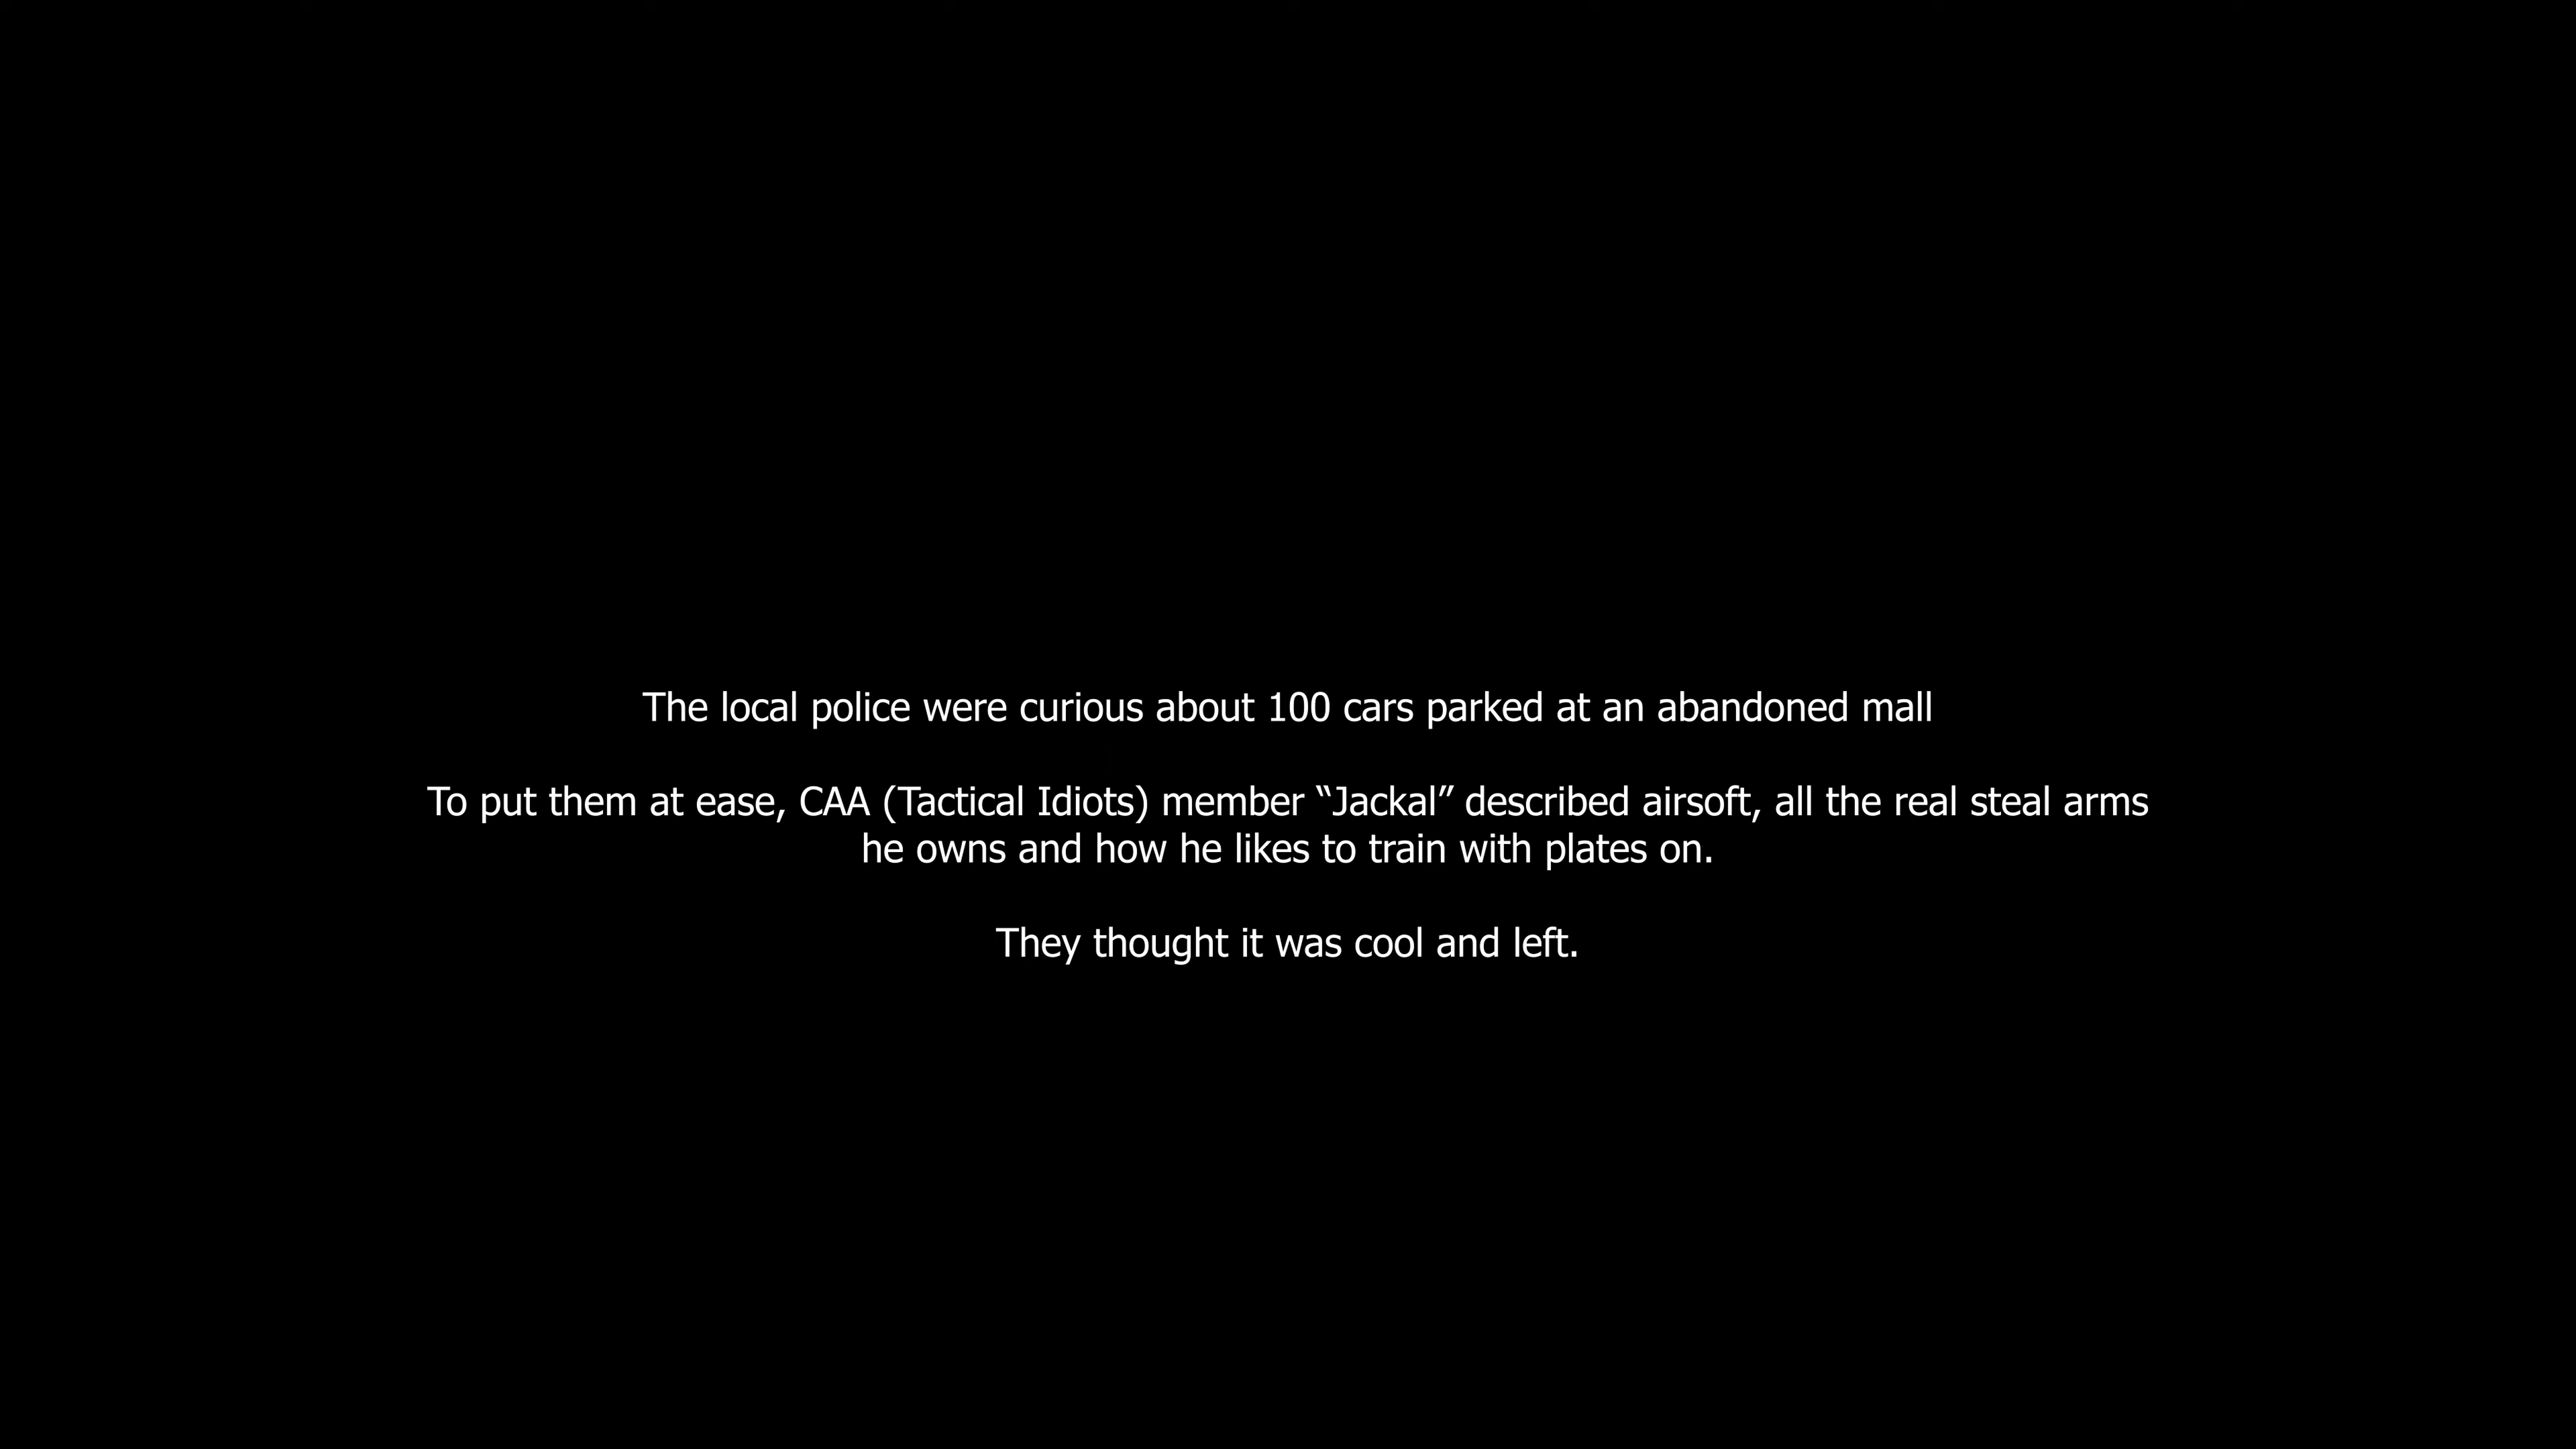 The local police were curious about 100 cars parked at an abandoned mall
To put them at ease, CAA (Tactical Idiots) member “Jackal” described airsoft, all the real steal arms
he owns and how he likes to train with plates on.
They thought it was cool and left.